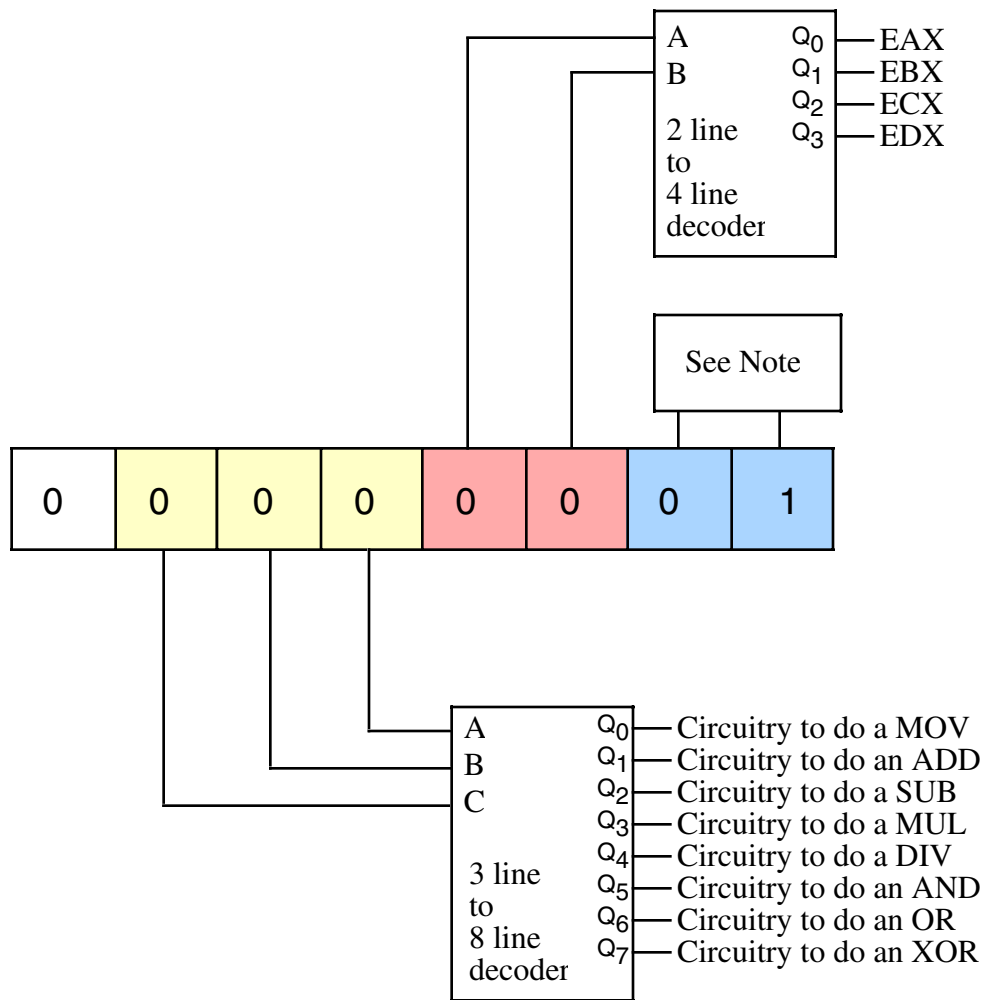 A Q0 EAX
B Q1 EBX
Q2 ECX
Q3 EDX
2 line
to
4 line
decoder
See Note
0 0 0 0 0 0 0 1
A Q0 Circuitry to do a MOV
B Q1 Circuitry to do an ADD
C Q2 Circuitry to do a SUB
Q3 Circuitry to do a MUL
Q4 Circuitry to do a DIV
Q5 Circuitry to do an AND
Q6 Circuitry to do an OR
Q7 Circuitry to do an XOR
3 line
to
8 line
decoder